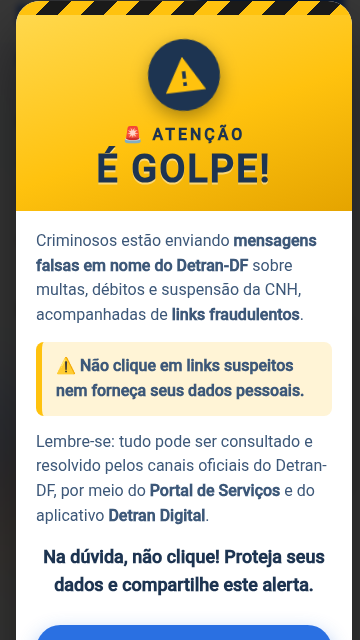 🚨 ATENÇÃO
É GOLPE!
Criminosos estão enviando mensagens
falsas em nome do Detran-DF sobre
multas, débitos e suspensão da CNH,
acompanhadas de links fraudulentos.
⚠️ Não clique em links suspeitos
nem forneça seus dados pessoais.
Lembre-se: tudo pode ser consultado e
resolvido pelos canais oficiais do Detran-
DF, por meio do Portal de Serviços e do
aplicativo Detran Digital.
Na dúvida, não clique! Proteja seus
dados e compartilhe este alerta.